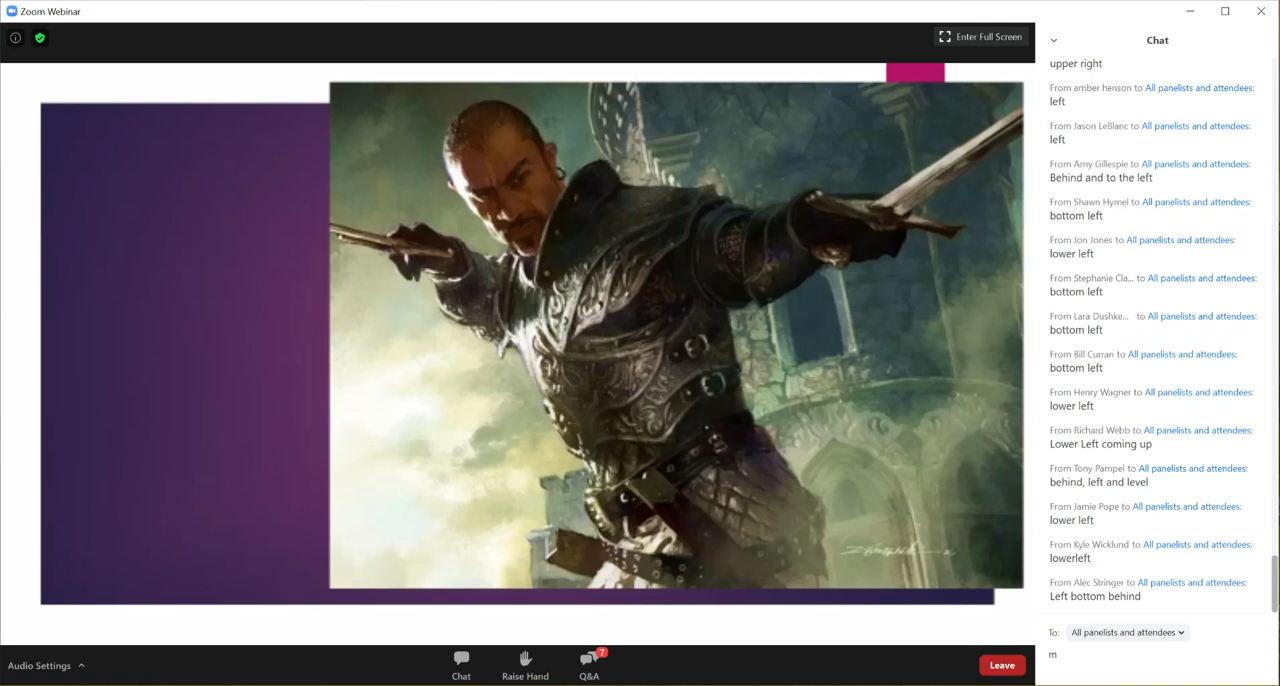 Zoom Webinar
Enter Full Screen
Chat
upper right
From amber henson to All panelists and attendees:
left
From Jason LeBlanc to All panelists and attendees:
left
From Amy Gillespie to All panelists and attendees:
Behind and to the left
From Shawn Hymel to All panelists and attendees:
bottom left
From Jon Jones to All panelists and attendees:
lower left
From Stephanie Cla... to All panelists and attendees:
bottom left
From Lara Dushke... to All panelists and attendees:
bottom left
From Bill Curran to All panelists and attendees:
bottom left
From Henry Wagner to All panelists and attendees:
lower left
From Richard Webb to All panelists and attendees:
Lower Left coming up
From Tony Pampel to All panelists and attendees:
behind, left and level
From Jamie Pope to All panelists and attendees:
lower left
From Kyle Wicklund to All panelists and attendees:
lowerleft
From Alec Stringer to All panelists and attendees:
Left bottom behind
To: All panelists and attendees
m
Audio Settings
Chat
Raise Hand
7
Q&A
Leave